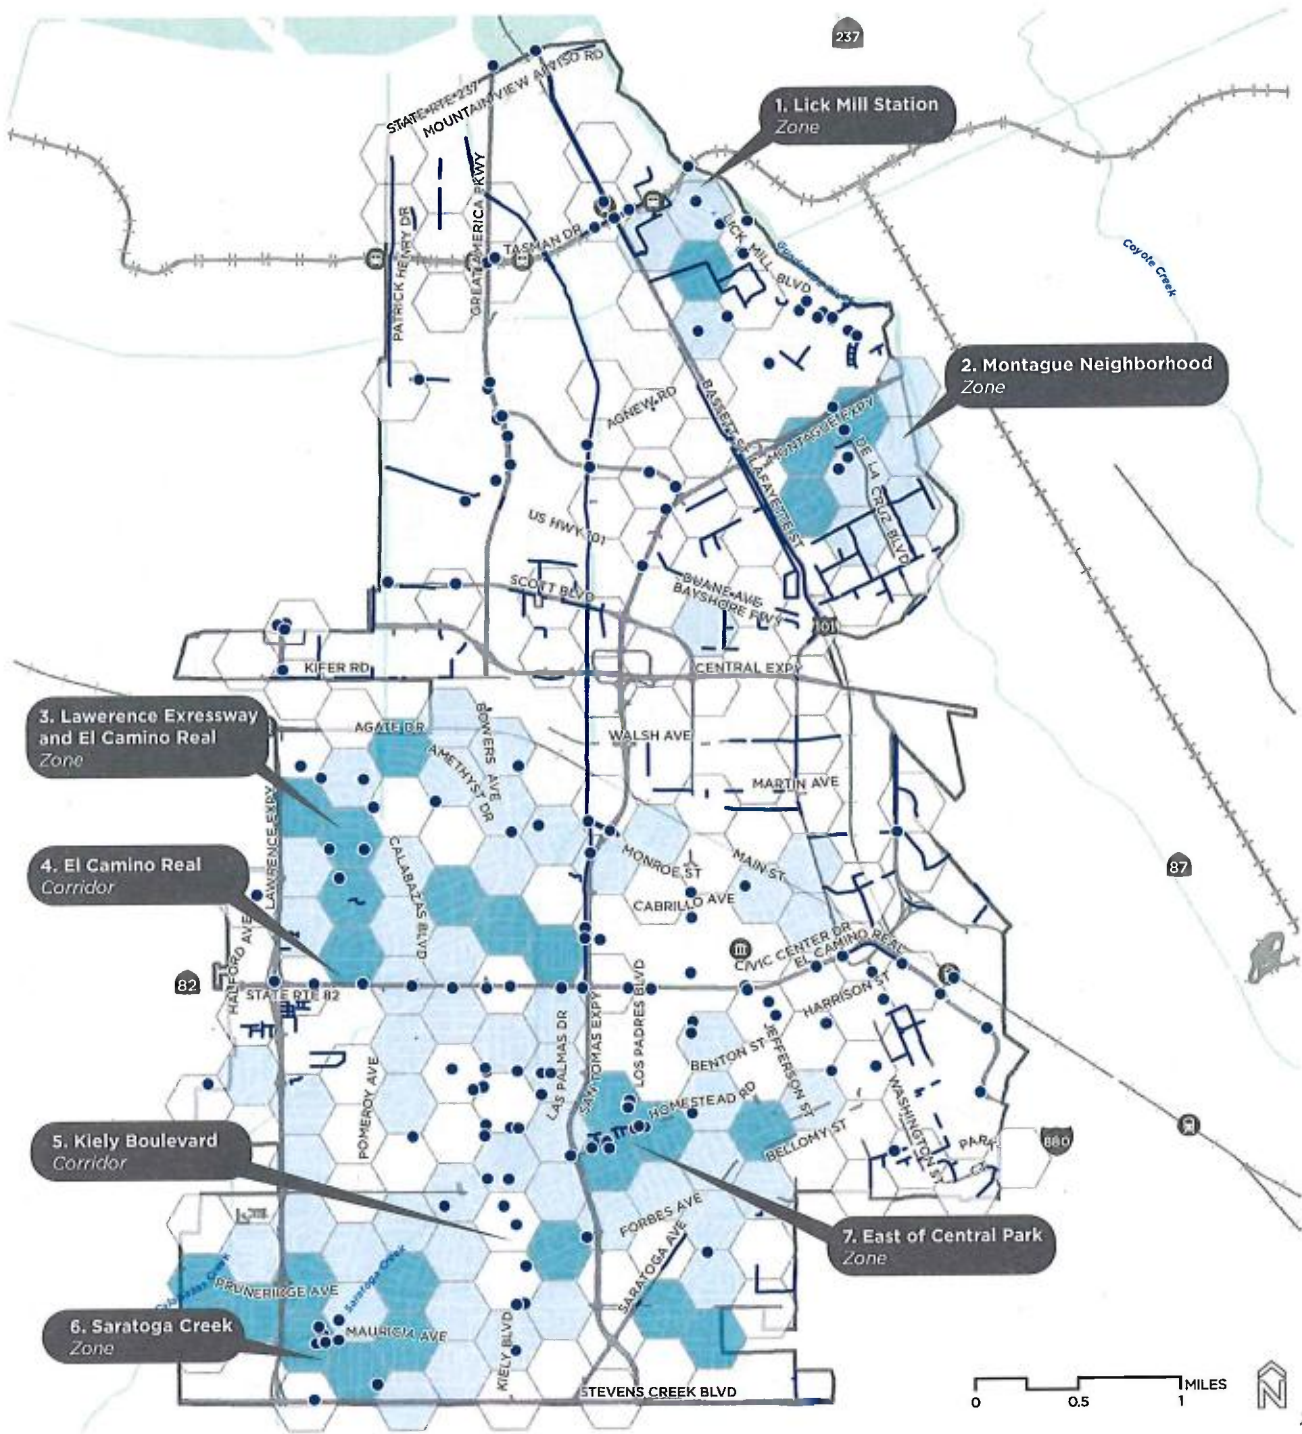 237
STATE RTE 237
MOUNTAIN VIEW ALVISO RD
1. Lick Mill Station
Zone
PATRICK HENRY DR
GREAT AMERICA PKWY
TASMAN DR
LICK MILL BLVD
Coyote Creek
2. Montague Neighborhood
Zone
AGNEW RD
BASSETT ST
LAFAYETTE ST
MONTAGUE EXPY
DE LA CRUZ BLVD
US HWY 101
SCOTT BLVD
DUANE AVE
BAYSHORE FWY
101
KIFER RD
CENTRAL EXPY
3. Lawerence Exressway
and El Camino Real
Zone
AGATE DR
AMETHYST DR
BOWERS AVE
WALSH AVE
MARTIN AVE
LAWRENCE EXPY
CALABAZAS BLVD
MONROE ST
MAIN ST
CABRILLO AVE
87
4. El Camino Real
Corridor
HALFORD AVE
CIVIC CENTER DR
EL CAMINO REAL
82
STATE RTE 82
HARRISON ST
LAS PALMAS DR
SAN TOMAS EXPY
LOS PADRES BLVD
BENTON ST
JEFFERSON ST
POMEROY AVE
HOMESTEAD RD
BELLOMY ST
WASHINGTON ST
PARK
CT
880
5. Kiely Boulevard
Corridor
FORBES AVE
SARATOGA AVE
7. East of Central Park
Zone
PRUNERIDGE AVE
Saratoga Creek
MAURICIA AVE
6. Saratoga Creek
Zone
KIELY BLVD
STEVENS CREEK BLVD
MILES
0
0.5
1
N